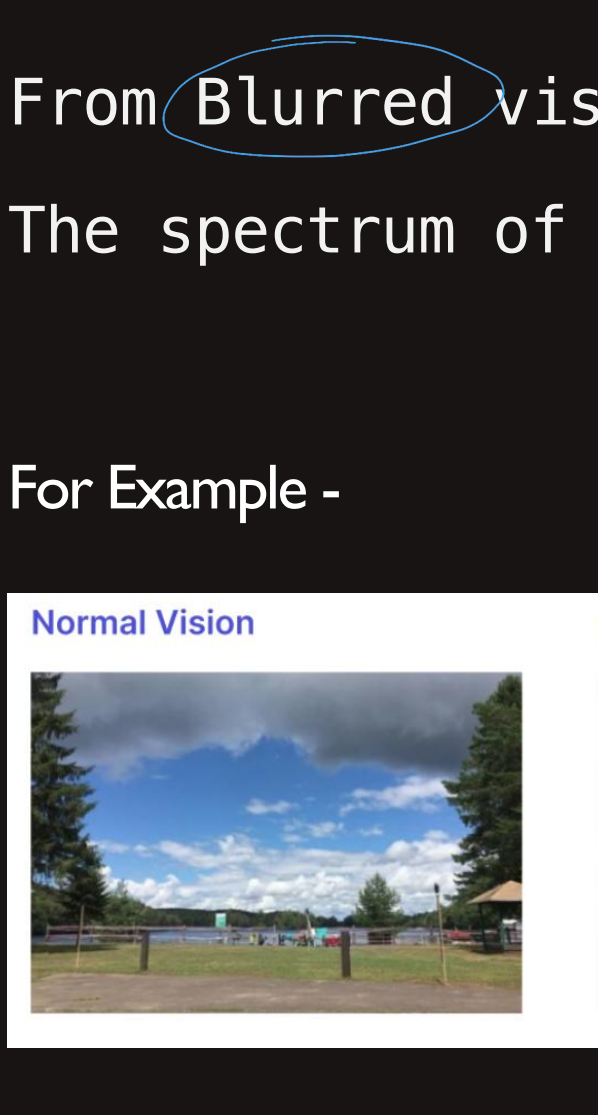 From Blurred vis
The spectrum of
For Example -
Normal Vision